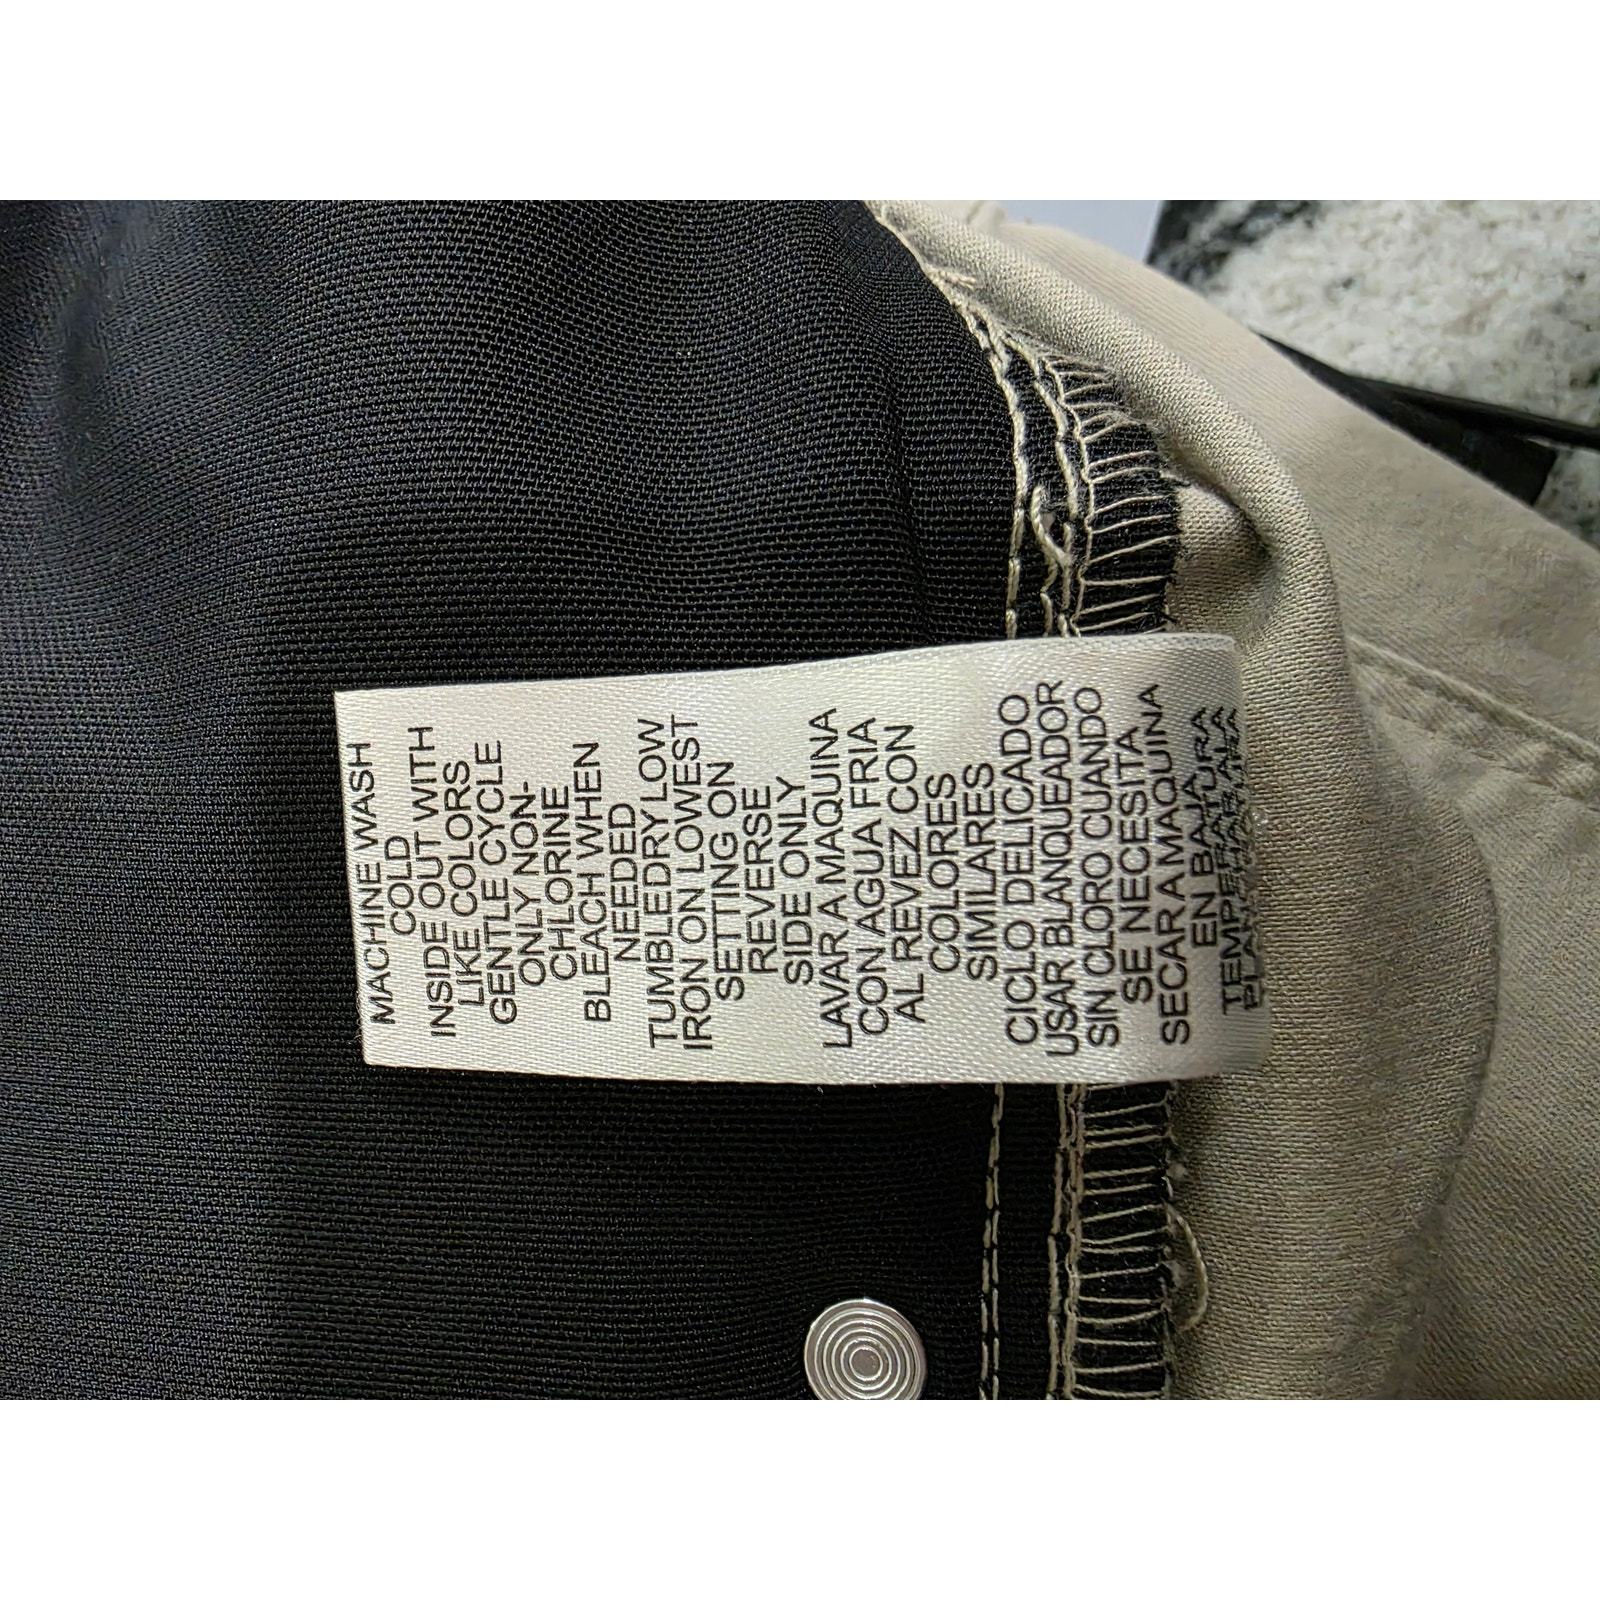 MACHINE WASH
COLD
INSIDE OUT WITH
LIKE COLORS
GENTLE CYCLE
ONLY NON-
CHLORINE
BLEACH WHEN
NEEDED
TUMBLE DRY LOW
IRON ON LOWEST
SETTING ON
REVERSE
SIDE ONLY
LAVAR A MAQUINA
CON AGUA FRIA
AL REVEZ CON
COLORES
SIMILARES
CICLO DELICADO
USAR BLANQUEADOR
SIN CLORO CUANDO
SE NECESITA.
SECAR A MAQUINA
EN BAJA